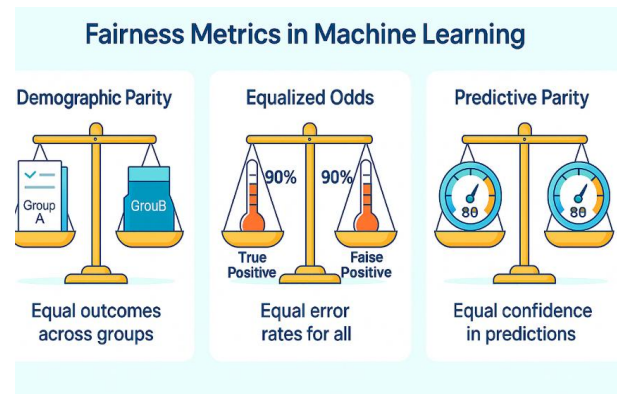 Fairness Metrics in Machine Learning
Demographic Parity
Group
A
GrouB
Equal outcomes
across groups
Equalized Odds
90%
90%
True
Positive
Faise
Positive
Equal error
rates for all
Predictive Parity
80
80
Equal confidence
in predictions